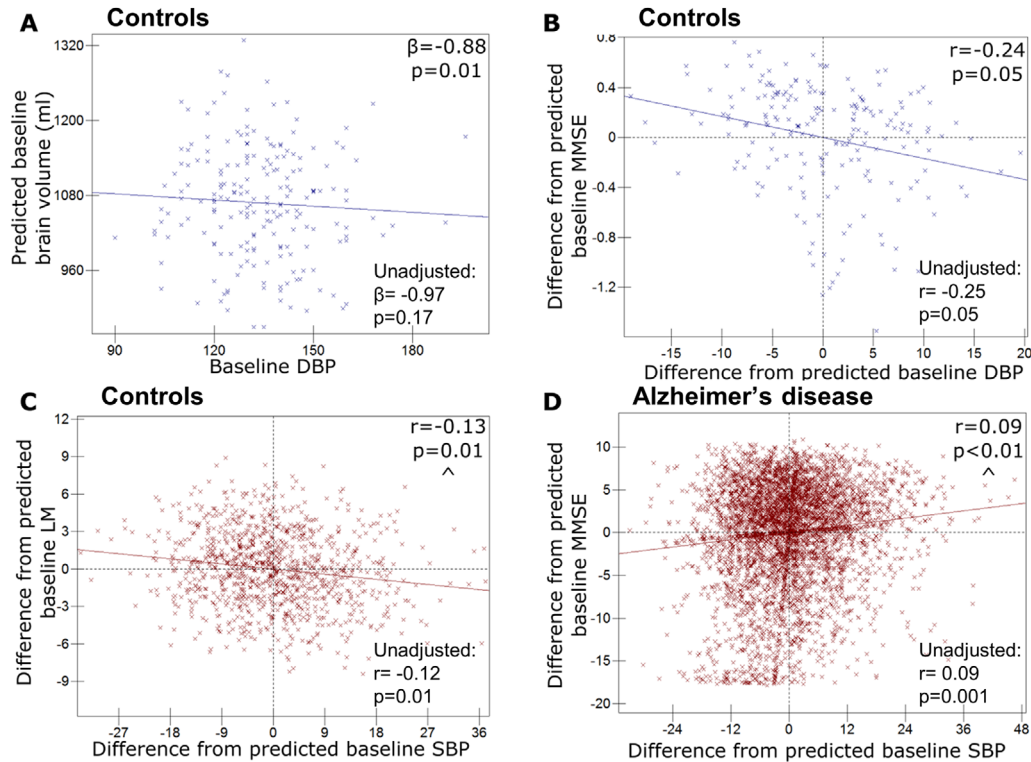 A Controls
β=-0.88
p=0.01
Predicted baseline
brain volume (ml)
1320
1200
1080
960
Unadjusted:
β= -0.97
p=0.17
90 120 150 180
Baseline DBP
B Controls
r=-0.24
p=0.05
Difference from predicted
baseline MMSE
0.8
0.4
0
-0.4
-0.8
-1.2
Unadjusted:
r= -0.25
p=0.05
-15 -10 -5 0 5 10 15 20
Difference from predicted baseline DBP
C Controls
r=-0.13
p=0.01
^
Difference from predicted
baseline LM
12
9
6
3
0
-3
-6
-9
Unadjusted:
r= -0.12
p=0.01
-27 -18 -9 0 9 18 27 36
Difference from predicted baseline SBP
D Alzheimer’s disease
r=0.09
p<0.01
^
Difference from predicted
baseline MMSE
10
5
0
-5
-10
-15
-20
Unadjusted:
r= 0.09
p=0.001
-24 -12 0 12 24 36 48
Difference from predicted baseline SBP